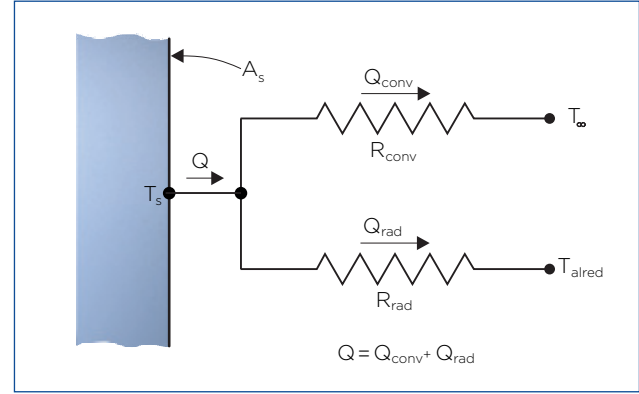 A_s
Q_conv
T_∞
R_conv
Q
T_s
Q_rad
T_alred
R_rad
Q = Q_conv + Q_rad